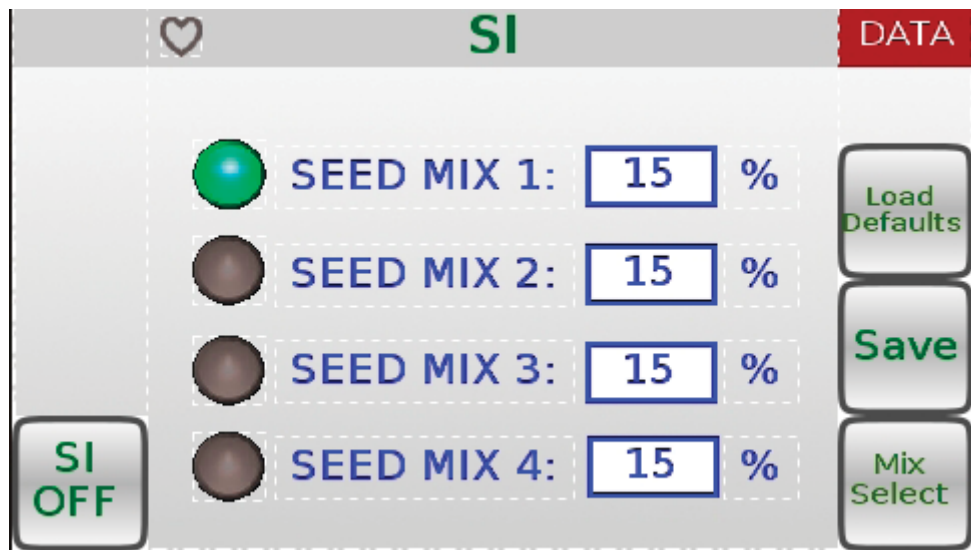 SI
DATA
SEED MIX 1: 15 %
SEED MIX 2: 15 %
SEED MIX 3: 15 %
SEED MIX 4: 15 %
Load
Defaults
Save
SI
OFF
Mix
Select